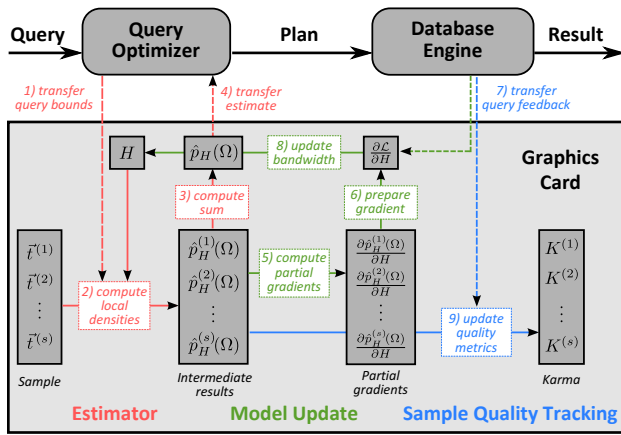 Query
Query
Optimizer
Plan
Database
Engine
Result
1) transfer
query bounds
4) transfer
estimate
7) transfer
query feedback
H
p̂_H(Ω)
8) update
bandwidth
∂ℒ/∂H
Graphics
Card
3) compute
sum
6) prepare
gradient
t⃗^(1)
t⃗^(2)
⋮
t⃗^(s)
2) compute
local
densities
p̂_H^(1)(Ω)
p̂_H^(2)(Ω)
⋮
p̂_H^(s)(Ω)
5) compute
partial
gradients
∂p̂_H^(1)(Ω)/∂H
∂p̂_H^(2)(Ω)/∂H
⋮
∂p̂_H^(s)(Ω)/∂H
9) update
quality
metrics
K^(1)
K^(2)
⋮
K^(s)
Sample
Intermediate
results
Partial
gradients
Karma
Estimator
Model Update
Sample Quality Tracking